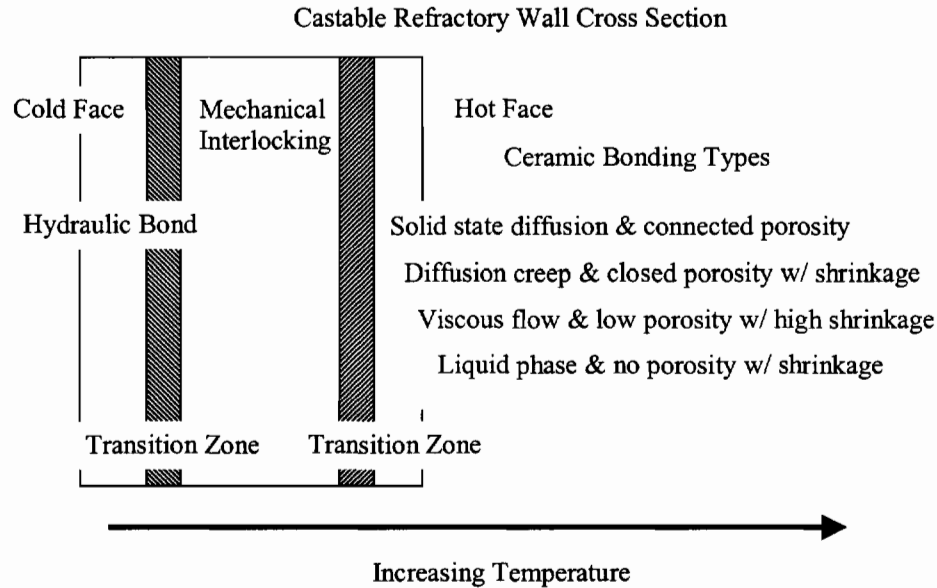 Castable Refractory Wall Cross Section
Cold Face
Mechanical
Interlocking
Hot Face
Ceramic Bonding Types
Hydraulic Bond
Solid state diffusion & connected porosity
Diffusion creep & closed porosity w/ shrinkage
Viscous flow & low porosity w/ high shrinkage
Liquid phase & no porosity w/ shrinkage
Transition Zone
Transition Zone
Increasing Temperature